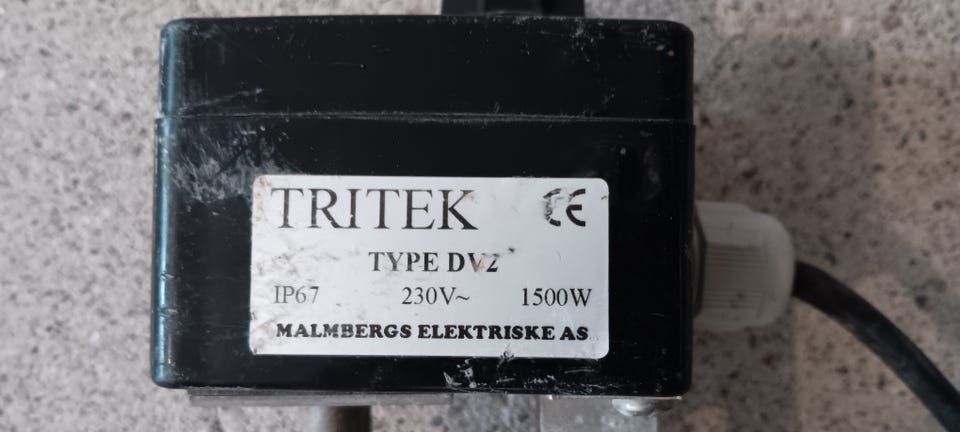 TRITEK CE
TYPE DV2
IP67 230V~ 1500W
MALMBERGS ELEKTRISKE AS